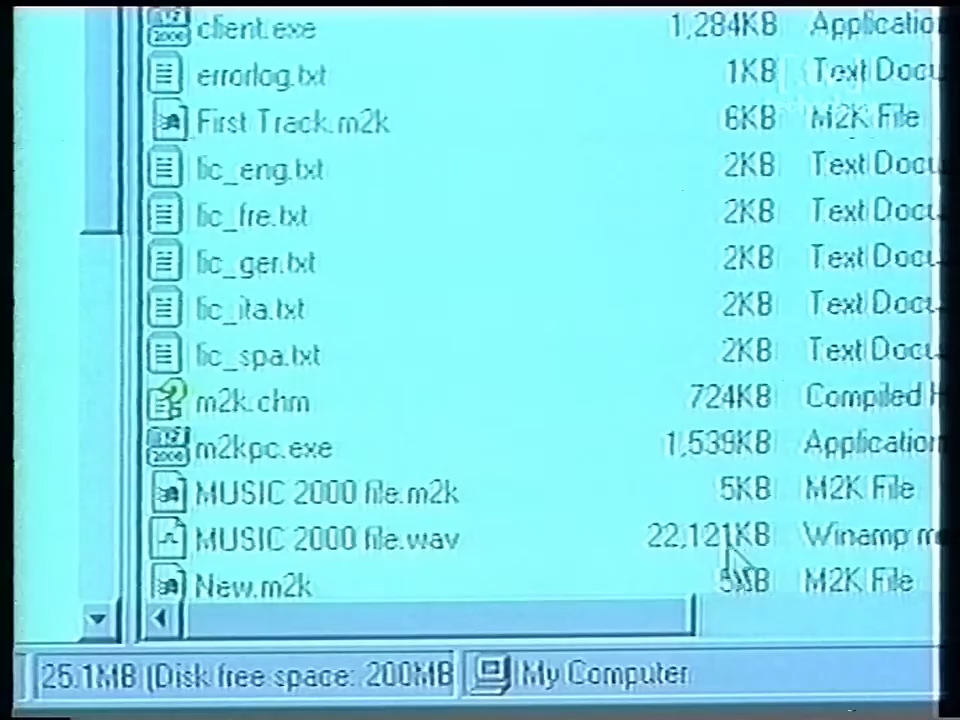 client.exe 1,284KB Applicatio
errorlog.txt 1KB Text Docu
First Track.m2k 6KB M2K File
lic_eng.txt 2KB Text Docu
lic_fre.txt 2KB Text Docu
lic_ger.txt 2KB Text Docu
lic_ita.txt 2KB Text Docu
lic_spa.txt 2KB Text Docu
m2k.chm 724KB Compiled H
m2kpc.exe 1,539KB Application
MUSIC 2000 file.m2k 5KB M2K File
MUSIC 2000 file.wav 22,121KB Winamp me
New.m2k 5KB M2K File
25.1MB (Disk free space: 200MB My Computer